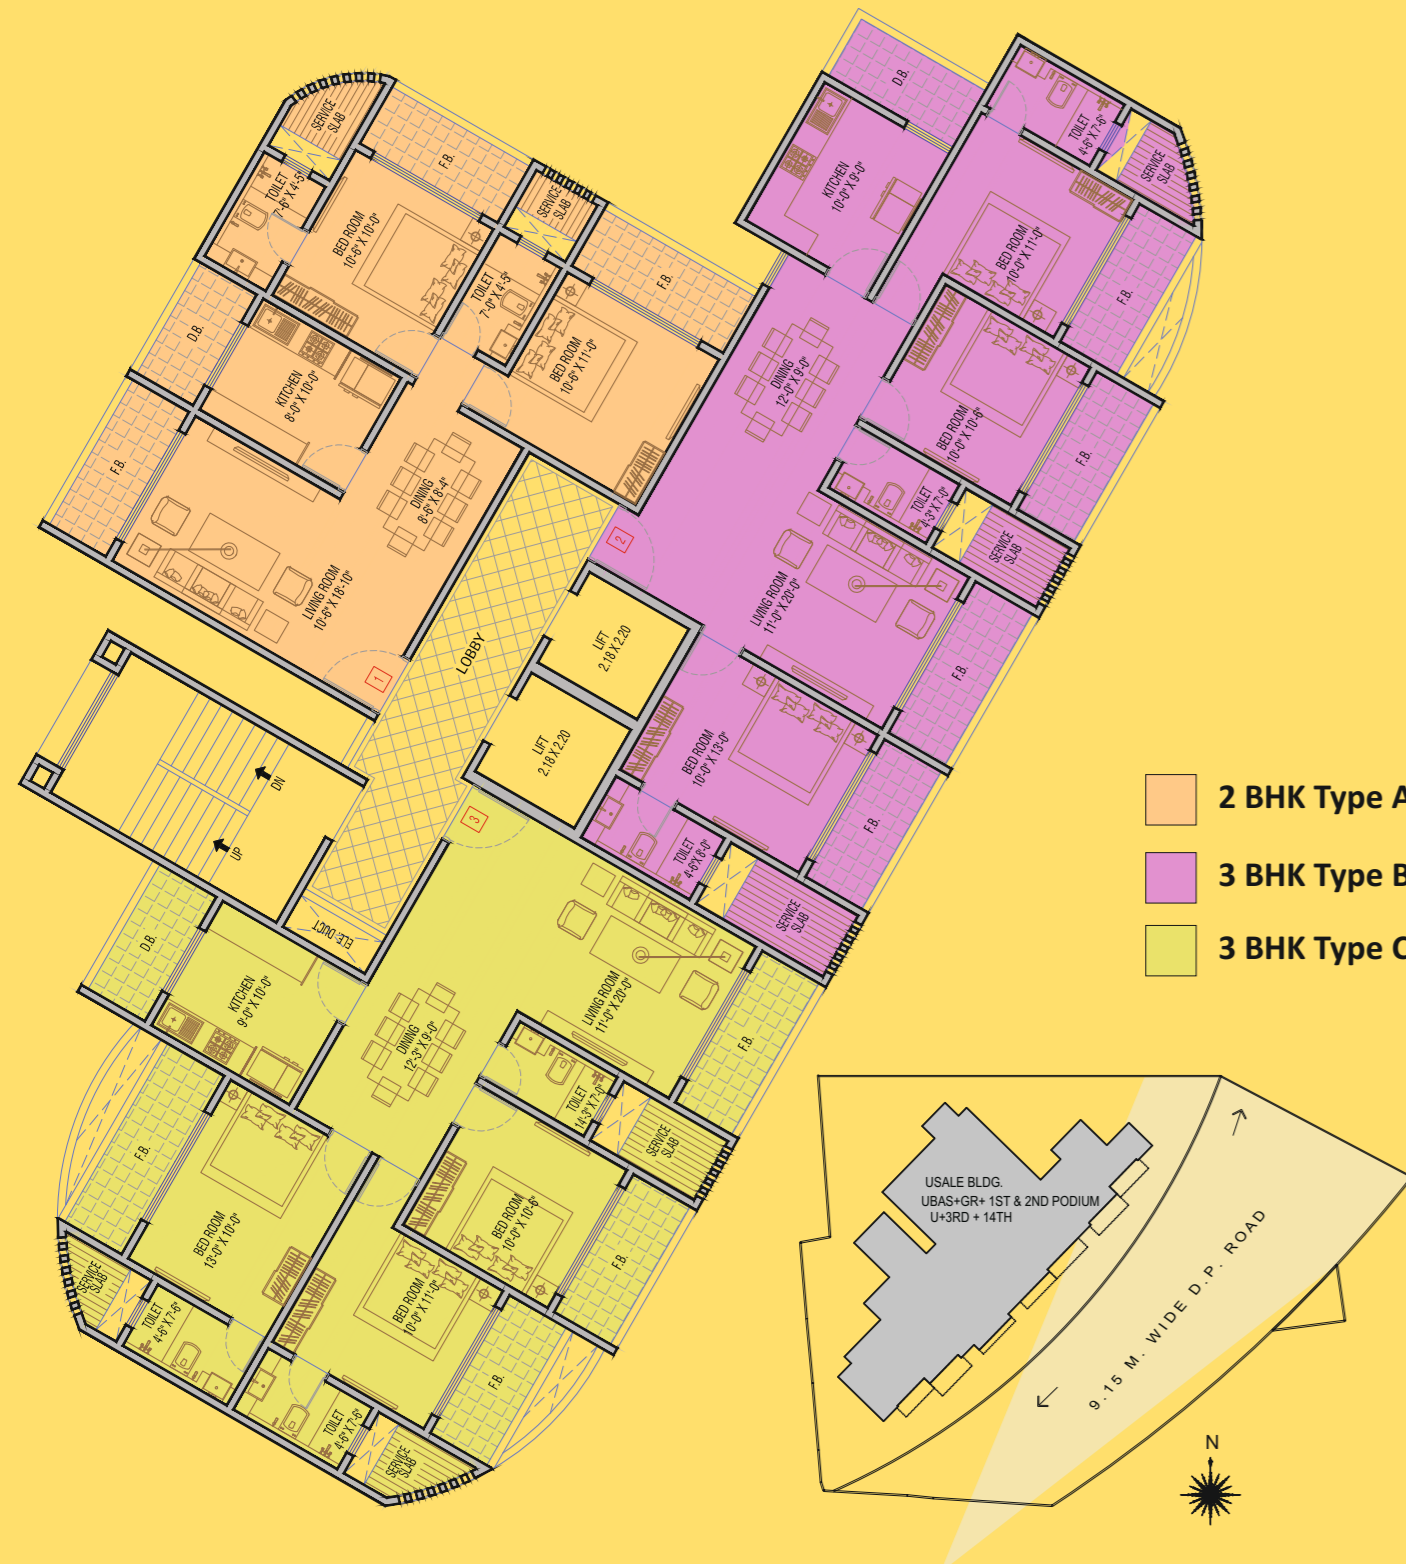 SERVICE
SLAB
TOILET
7'-6" X 4'-5"
F.B.
BED ROOM
10'-6" X 10'-0"
SERVICE
SLAB
TOILET
7'-0" X 4'-5"
F.B.
BED ROOM
10'-6" X 11'-0"
D.B.
KITCHEN
8'-0" X 10'-0"
F.B.
DINING
8'-6" X 8'-4"
LIVING ROOM
10'-6" X 18'-10"
1
D.B.
KITCHEN
10'-0" X 9'-0"
TOILET
4'-6" X 7'-6"
SERVICE
SLAB
BED ROOM
10'-0" X 11'-0"
F.B.
DINING
12'-0" X 9'-0"
BED ROOM
10'-0" X 10'-6"
F.B.
TOILET
4'-3" X 7'-0"
SERVICE
SLAB
2
LIVING ROOM
11'-0" X 20'-0"
F.B.
BED ROOM
10'-0" X 13'-0"
F.B.
TOILET
4'-6" X 8'-0"
SERVICE
SLAB
LOBBY
LIFT
2.18 X 2.20
LIFT
2.18 X 2.20
DN
UP
ELE. DUCT
3
D.B.
KITCHEN
9'-0" X 10'-0"
DINING
12'-3" X 9'-0"
LIVING ROOM
11'-0" X 20'-0"
F.B.
TOILET
14'-3" X 7'-0"
SERVICE
SLAB
F.B.
BED ROOM
13'-0" X 10'-0"
BED ROOM
10'-0" X 10'-6"
F.B.
SERVICE
SLAB
TOILET
4'-6" X 7'-6"
BED ROOM
10'-0" X 11'-0"
F.B.
TOILET
4'-6" X 7'-6"
SERVICE
SLAB
2 BHK Type A
3 BHK Type B
3 BHK Type C
USALE BLDG.
UBAS+GR+ 1ST & 2ND PODIUM
U+3RD + 14TH
9.15 M. WIDE D.P. ROAD
N